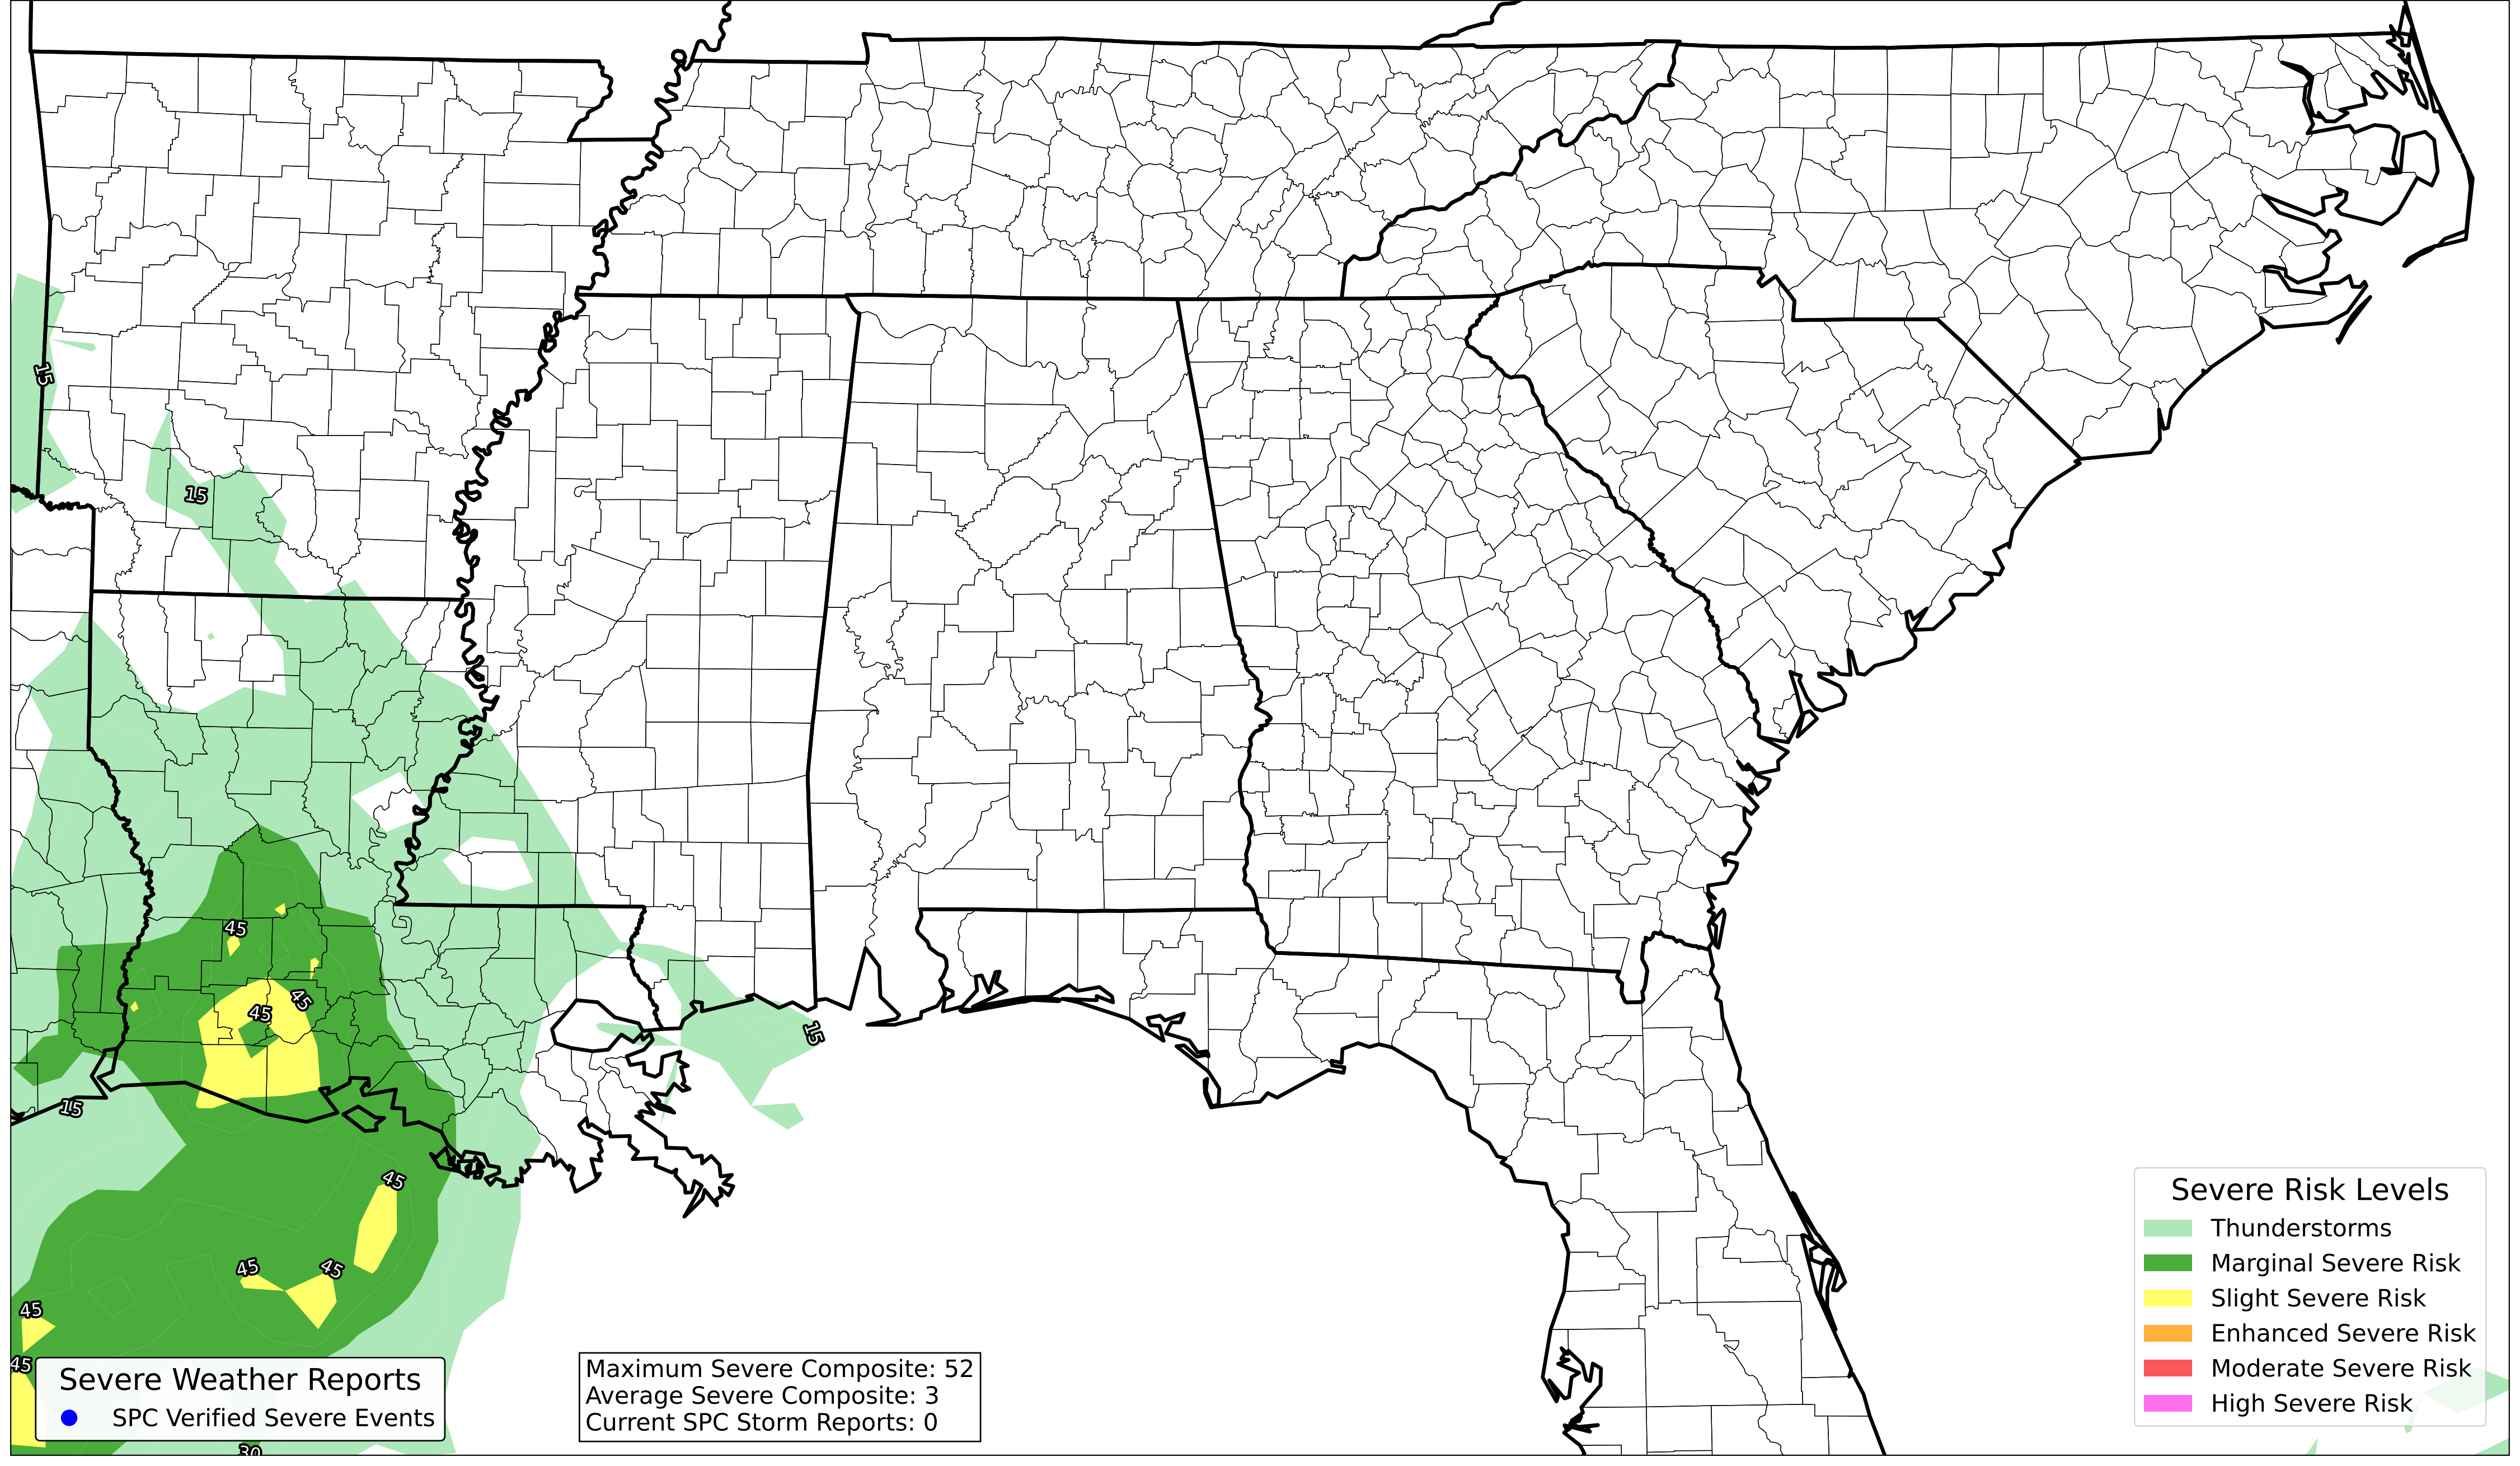 15
15
45
45
45
15
15
45
45
45
45
45
30
Severe Weather Reports
SPC Verified Severe Events
Maximum Severe Composite: 52
Average Severe Composite: 3
Current SPC Storm Reports: 0
Severe Risk Levels
Thunderstorms
Marginal Severe Risk
Slight Severe Risk
Enhanced Severe Risk
Moderate Severe Risk
High Severe Risk